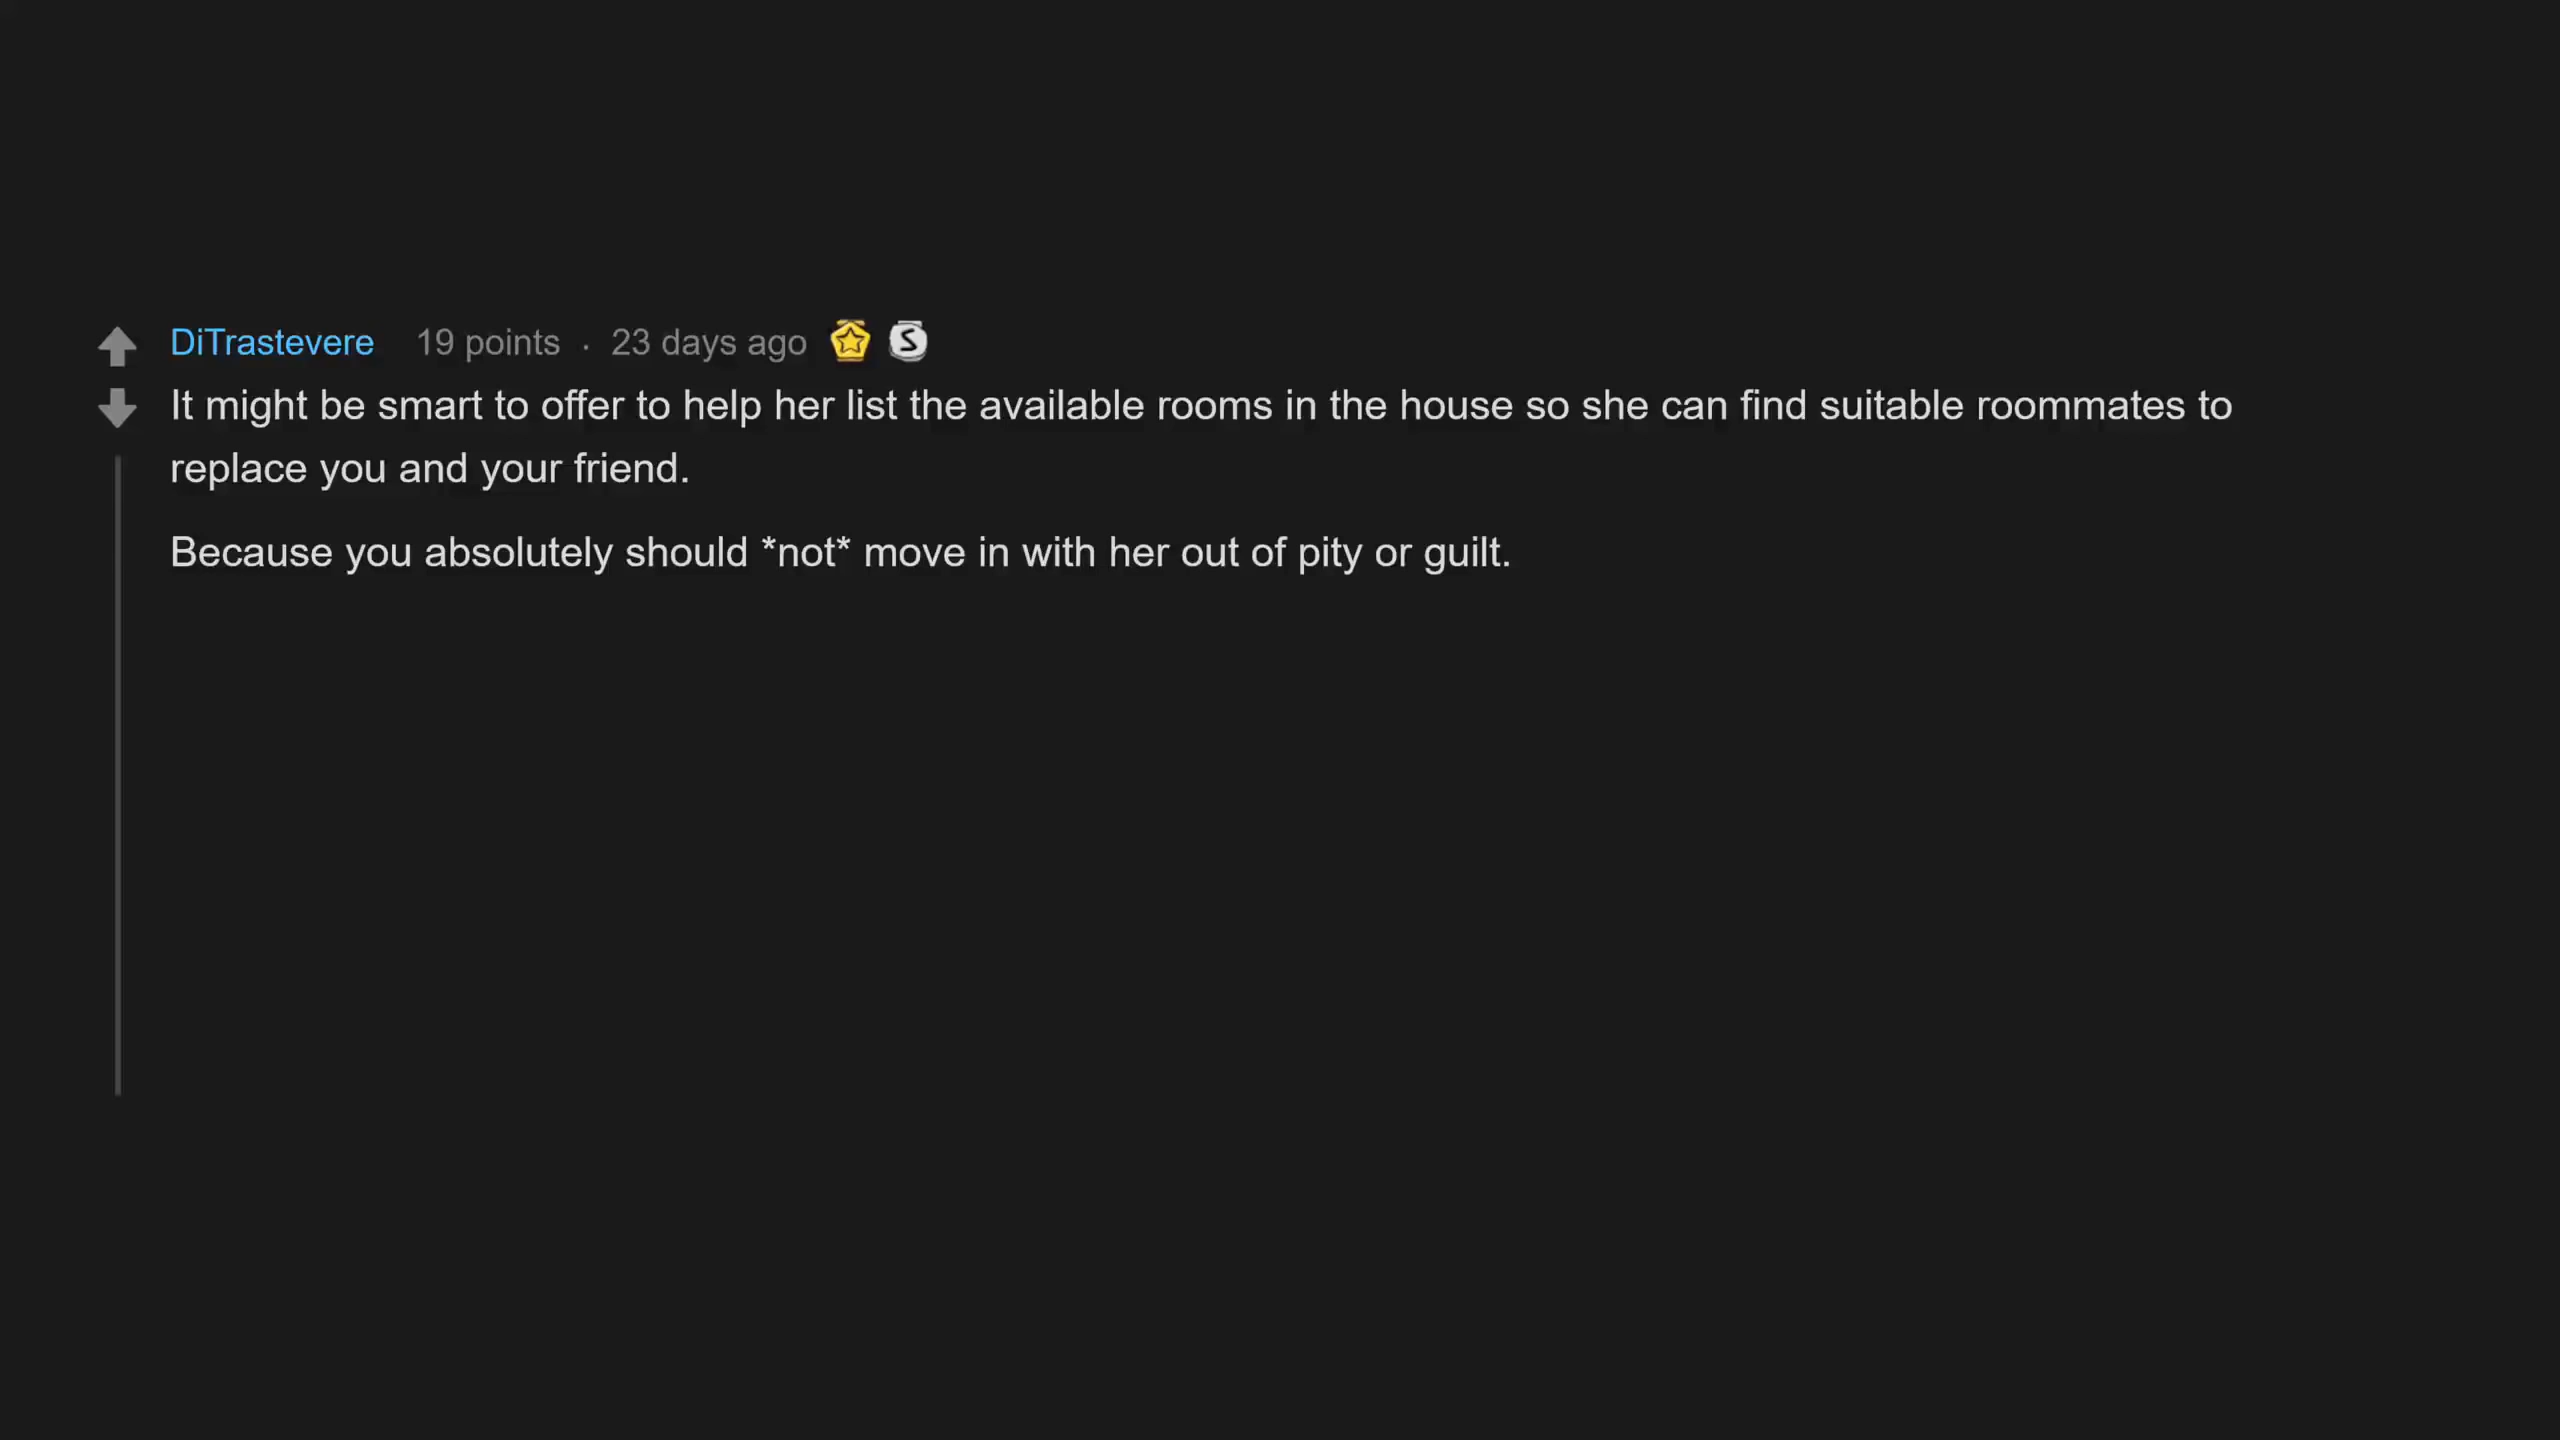 DiTrastevere 19 points · 23 days ago
It might be smart to offer to help her list the available rooms in the house so she can find suitable roommates to
replace you and your friend.
Because you absolutely should *not* move in with her out of pity or guilt.